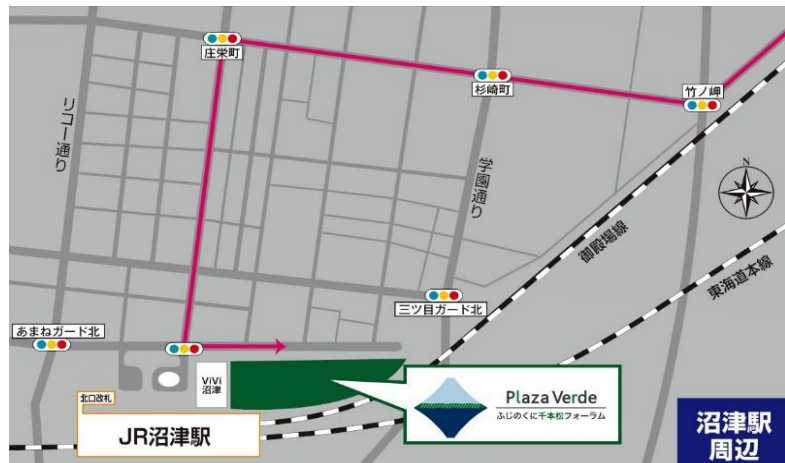 庄栄町
杉崎町
竹ノ岬
リコー通り
学園通り
N
御殿場線
東海道本線
三ツ目ガード北
あまねガード北
ViVi
沼津
北口改札
JR沼津駅
Plaza Verde
ふじのくに千本松フォーラム
沼津駅
周辺